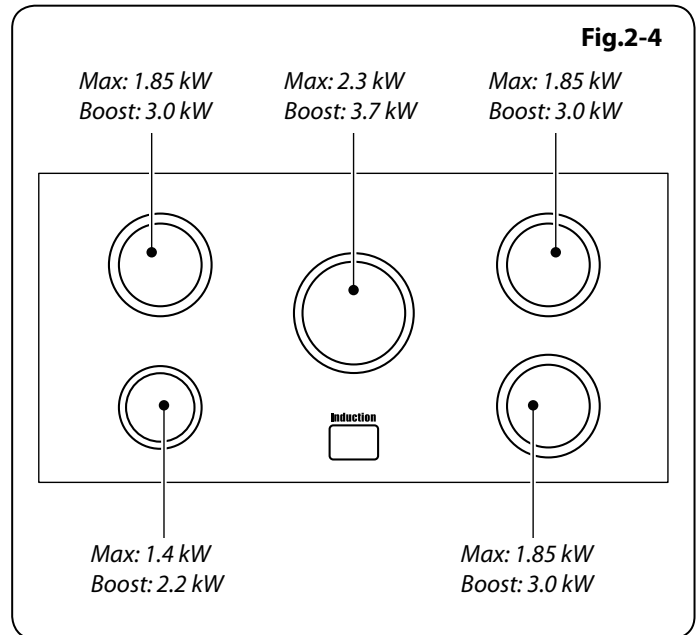 Fig.2-4
Max: 1.85 kW
Boost: 3.0 kW
Max: 2.3 kW
Boost: 3.7 kW
Max: 1.85 kW
Boost: 3.0 kW
Induction
Max: 1.4 kW
Boost: 2.2 kW
Max: 1.85 kW
Boost: 3.0 kW